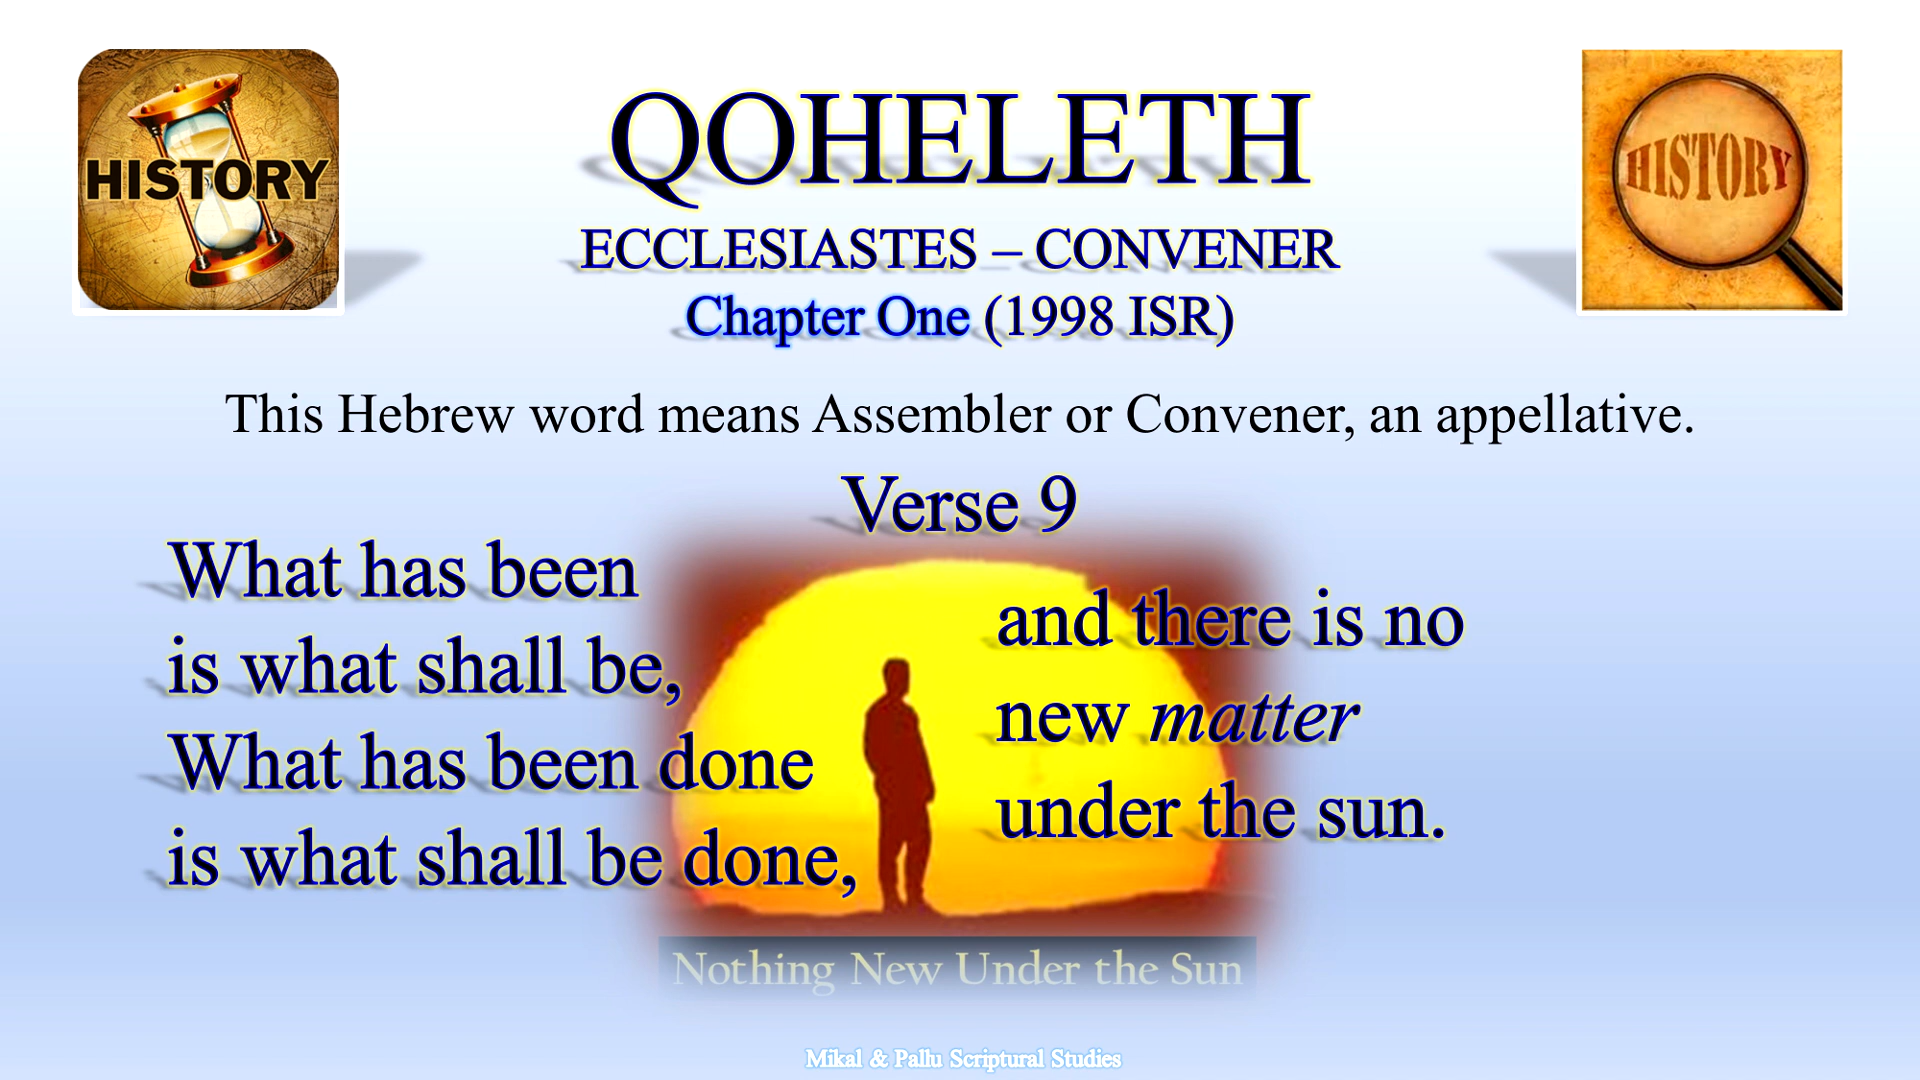 HISTORY
HISTORY
QOHELETH
ECCLESIASTES – CONVENER
Chapter One (1998 ISR)
This Hebrew word means Assembler or Convener, an appellative.
Verse 9
What has been
is what shall be,
What has been done
is what shall be done,
and there is no
new matter
under the sun.
Nothing New Under the Sun
Mikal & Pallu Scriptural Studies